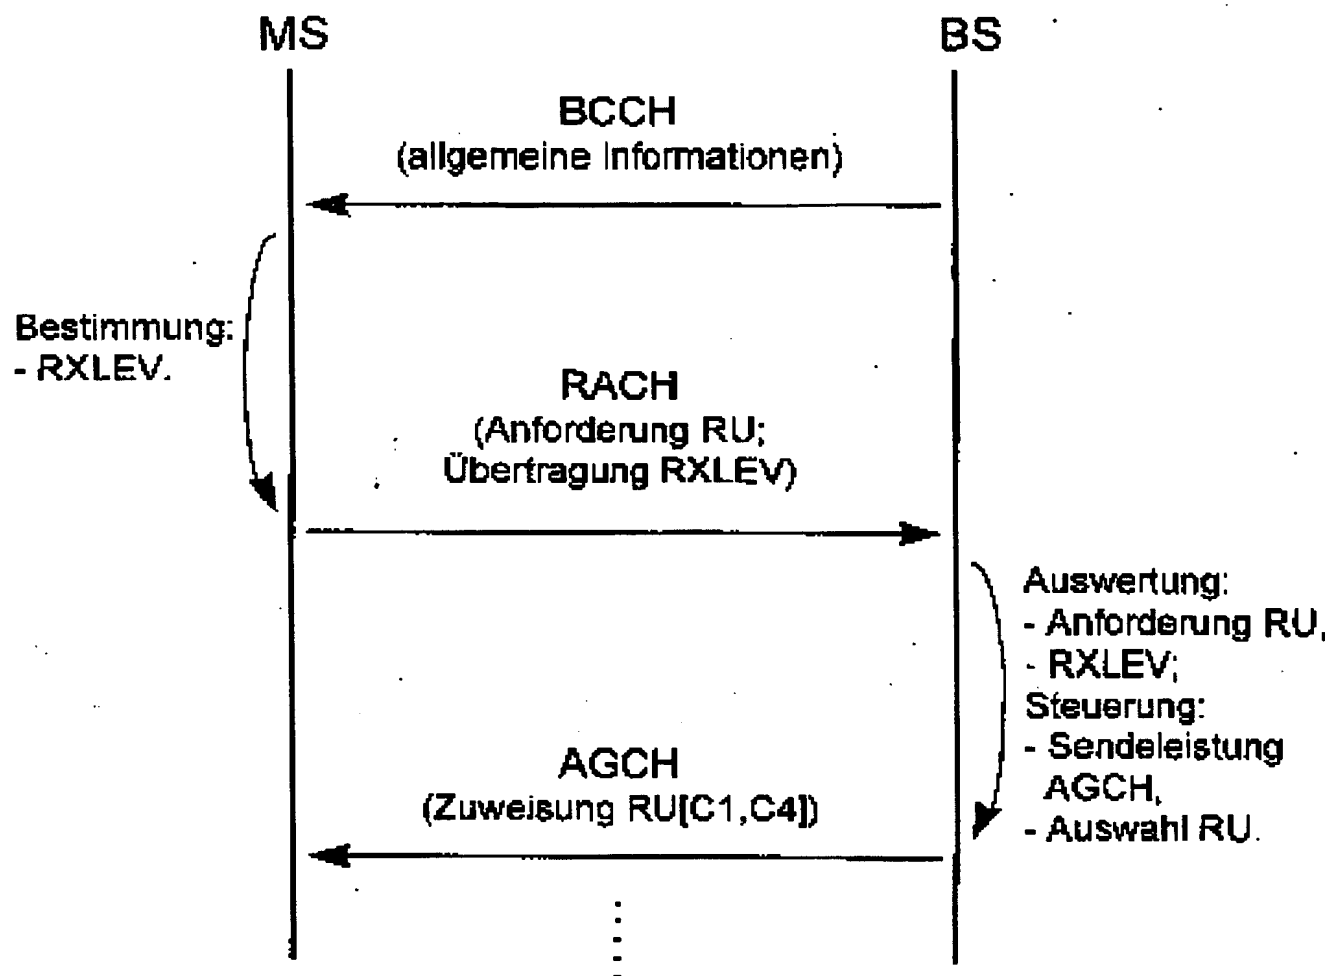 MS
BS
BCCH
(allgemeine Informationen)
Bestimmung:
- RXLEV.
RACH
(Anforderung RU;
Übertragung RXLEV)
Auswertung:
- Anforderung RU,
- RXLEV;
Steuerung:
- Sendeleistung
AGCH,
- Auswahl RU.
AGCH
(Zuweisung RU[C1,C4])